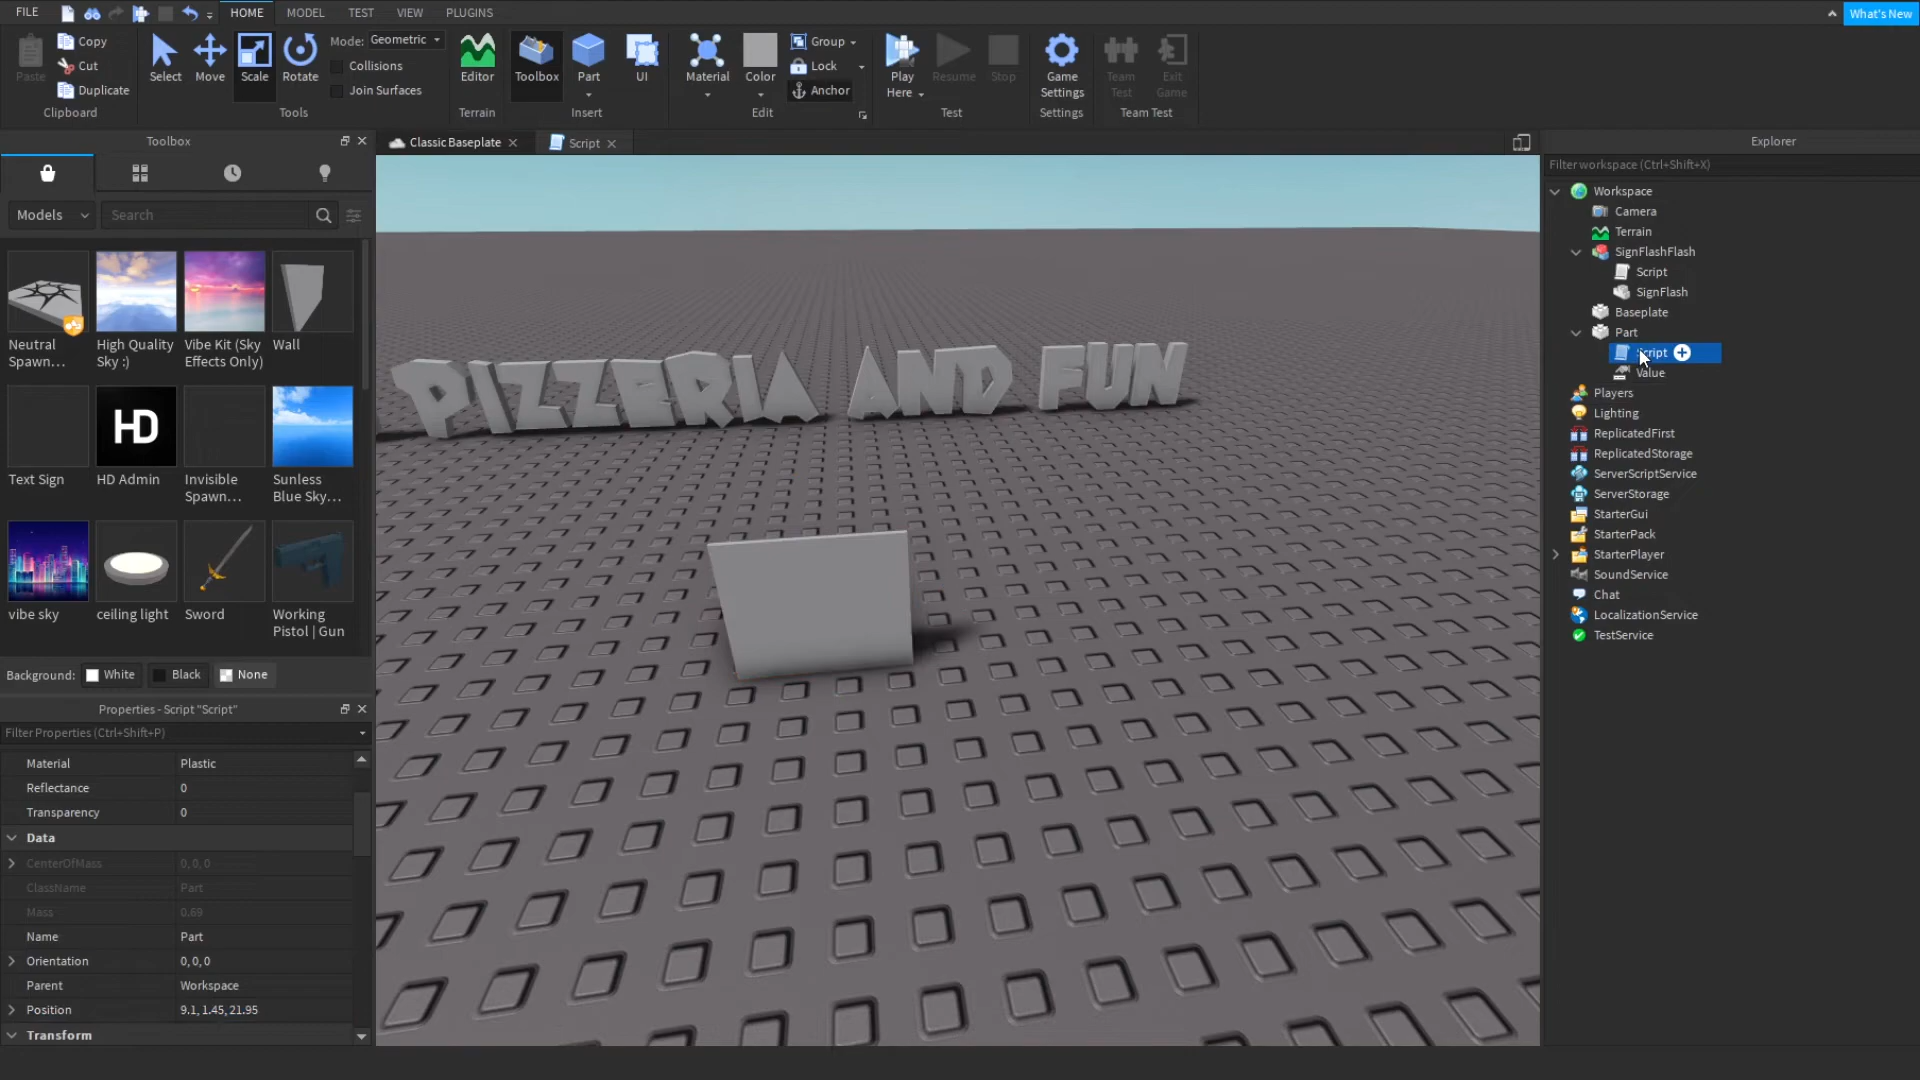 FILE
HOME
MODEL
TEST
VIEW
PLUGINS
What's New
Paste
Copy
Cut
Duplicate
Clipboard
Select
Move
Scale
Rotate
Mode: Geometric
Collisions
Join Surfaces
Tools
Editor
Terrain
Toolbox
Part
UI
Insert
Material
Color
Group
Lock
Anchor
Edit
Play
Here
Resume
Stop
Test
Game
Settings
Settings
Team
Test
Exit
Game
Team Test
Toolbox
Models
Search
Neutral
Spawn...
High Quality
Sky :)
Vibe Kit (Sky
Effects Only)
Wall
Text Sign
HD
HD Admin
Invisible
Spawn...
Sunless
Blue Sky...
vibe sky
ceiling light
Sword
Working
Pistol | Gun
Background:
White
Black
None
Properties - Script "Script"
Filter Properties (Ctrl+Shift+P)
Material Plastic
Reflectance 0
Transparency 0
Data
CenterOfMass 0, 0, 0
ClassName Part
Mass 0.69
Name Part
Orientation 0, 0, 0
Parent Workspace
Position 9.1, 1.45, 21.95
Transform
Classic Baseplate
Script
PIZZERIA AND FUN
Explorer
Filter workspace (Ctrl+Shift+X)
Workspace
Camera
Terrain
SignFlashFlash
Script
SignFlash
Baseplate
Part
Script
Value
Players
Lighting
ReplicatedFirst
ReplicatedStorage
ServerScriptService
ServerStorage
StarterGui
StarterPack
StarterPlayer
SoundService
Chat
LocalizationService
TestService